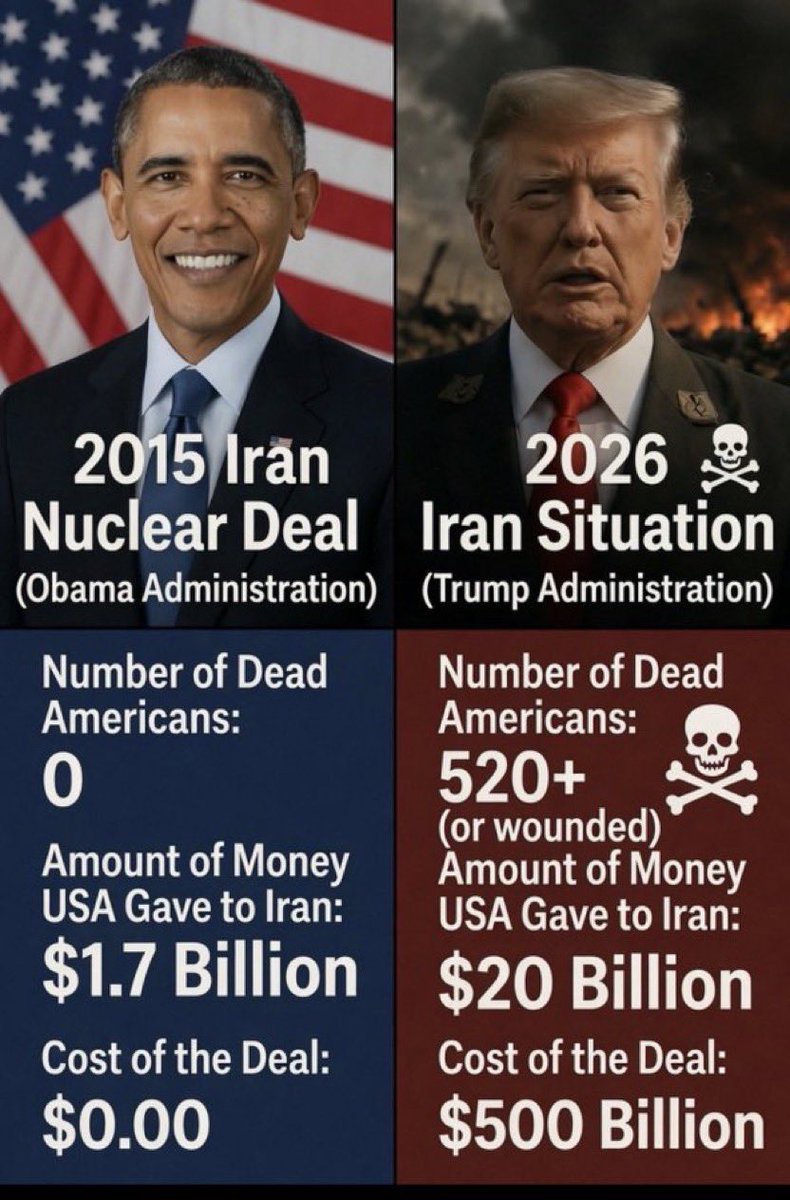 2015 Iran
Nuclear Deal
(Obama Administration)
Number of Dead
Americans:
0
Amount of Money
USA Gave to Iran:
$1.7 Billion
Cost of the Deal:
$0.00
2026 ☠
Iran Situation
(Trump Administration)
Number of Dead
Americans:
520+
(or wounded)
Amount of Money
USA Gave to Iran:
$20 Billion
Cost of the Deal:
$500 Billion